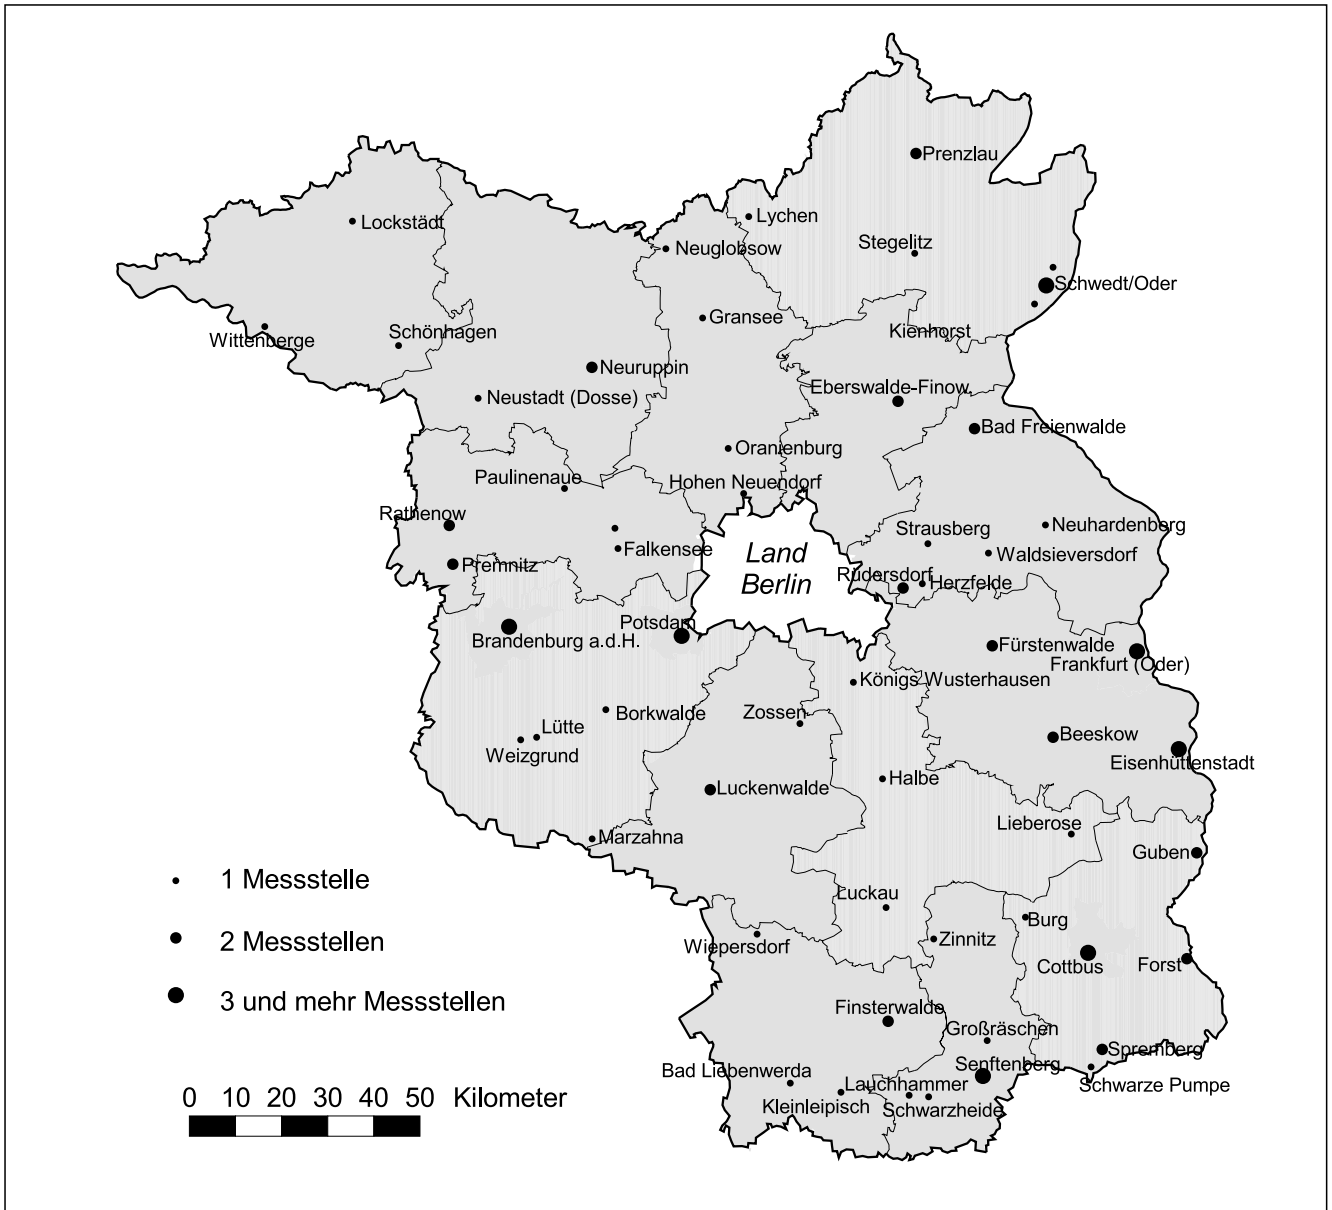 Prenzlau
Lychen
Lockstädt
Stegelitz
Neuglobsow
Schwedt/Oder
Gransee
Kienhorst
Schönhagen
Wittenberge
Neuruppin
Eberswalde-Finow
Neustadt (Dosse)
Bad Freienwalde
Oranienburg
Paulinenaue
Hohen Neuendorf
Rathenow
Neuhardenberg
Strausberg
Falkensee
Land
Berlin
Waldsieversdorf
Premnitz
Rüdersdorf
Herzfelde
Potsdam
Brandenburg a.d.H.
Fürstenwalde
Frankfurt (Oder)
Königs Wusterhausen
Borkwalde
Zossen
Lütte
Beeskow
Weizgrund
Eisenhüttenstadt
Halbe
Luckenwalde
Lieberose
Marzahna
Guben
1 Messstelle
Luckau
Burg
2 Messstellen
Wiepersdorf
Zinnitz
Cottbus
Forst
3 und mehr Messstellen
Finsterwalde
Großräschen
Spremberg
Senftenberg
Bad Liebenwerda
Lauchhammer
Schwarze Pumpe
0 10 20 30 40 50 Kilometer
Kleinleipisch
Schwarzheide